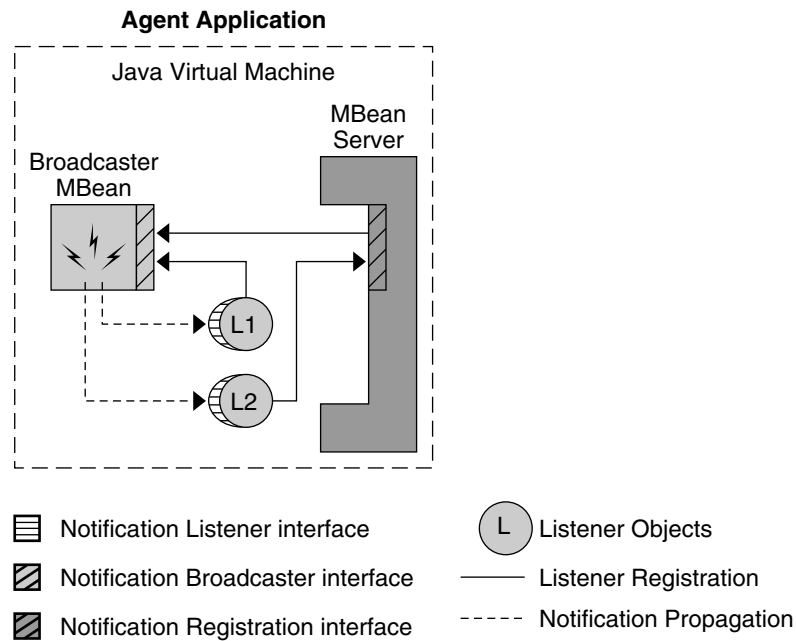 Agent Application
Java Virtual Machine
MBean
Server
Broadcaster
MBean
L1
L2
Notification Listener interface
Notification Broadcaster interface
Notification Registration interface
L
Listener Objects
Listener Registration
Notification Propagation